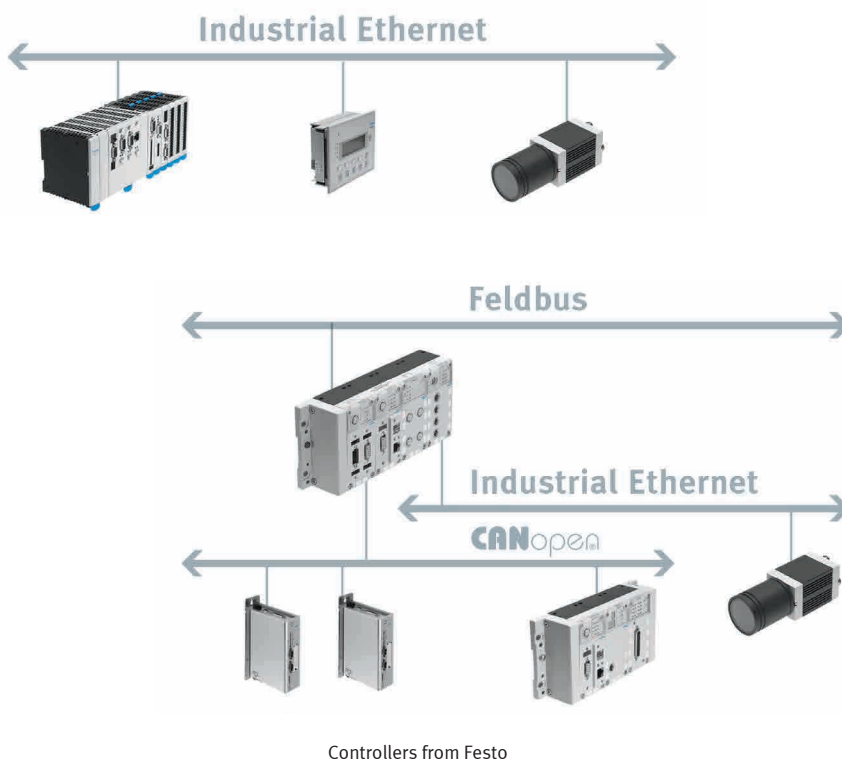 Industrial Ethernet
Feldbus
Industrial Ethernet
CANopen
Controllers from Festo